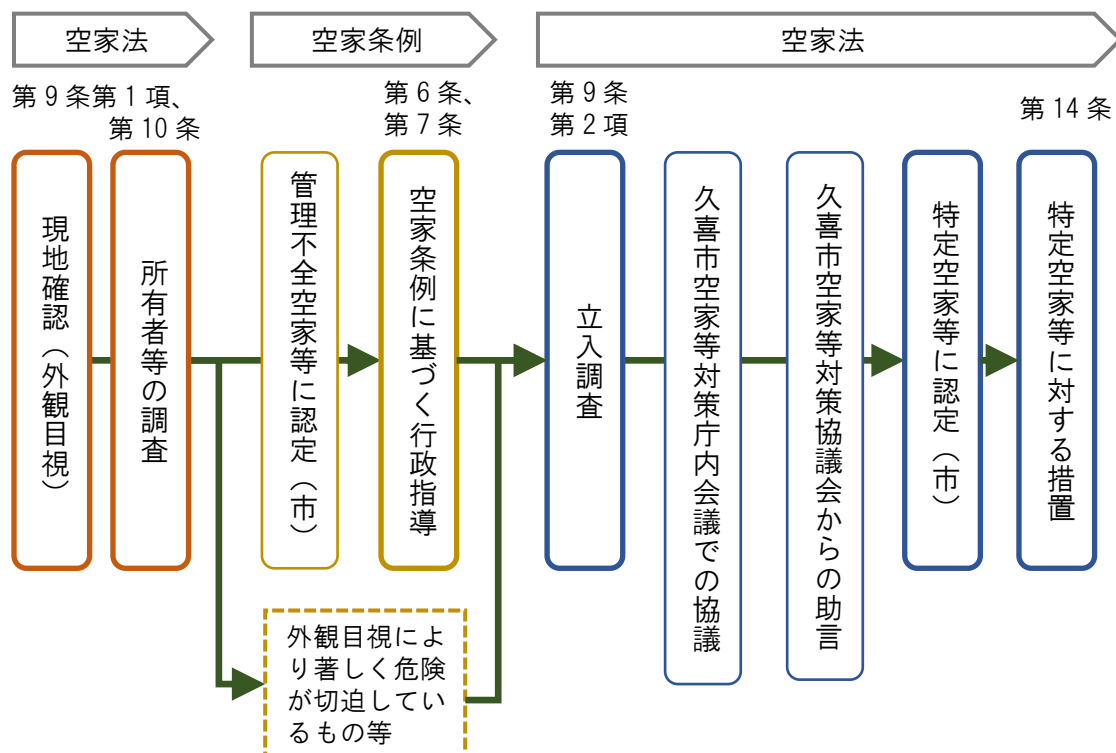 空家法
空家条例
空家法
第9条第1項、
第10条
第6条、
第7条
第9条
第2項
第14条
現地確認（外観目視）
所有者等の調査
管理不全空家等に認定（市）
空家条例に基づく行政指導
立入調査
久喜市空家等対策庁内会議での協議
久喜市空家等対策協議会からの助言
特定空家等に認定（市）
特定空家等に対する措置
外観目視によ
り著しく危険
が切迫してい
るもの等